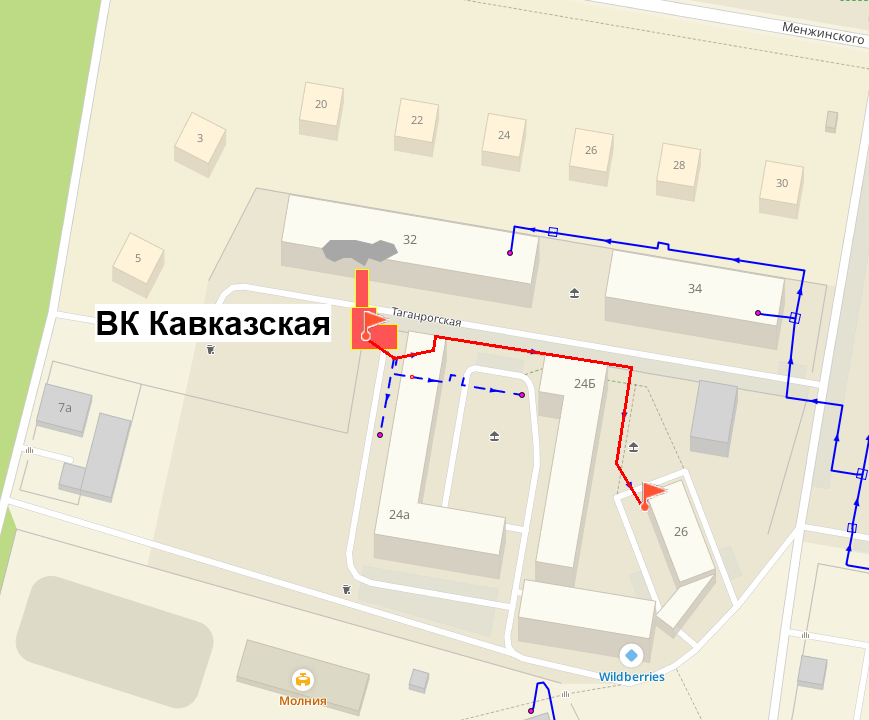 Менжинского
20
22
3
24
26
28
30
32
5
34
Таганрогская
ВК Кавказская
24Б
7а
24а
26
Wildberries
Молния